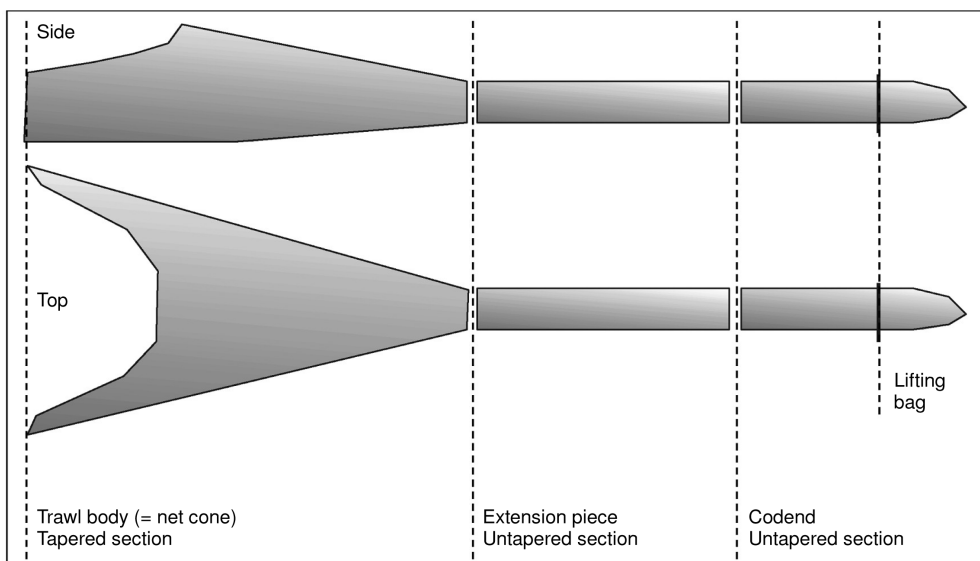 Side
Top
Lifting
bag
Trawl body (= net cone)
Tapered section
Extension piece
Untapered section
Codend
Untapered section